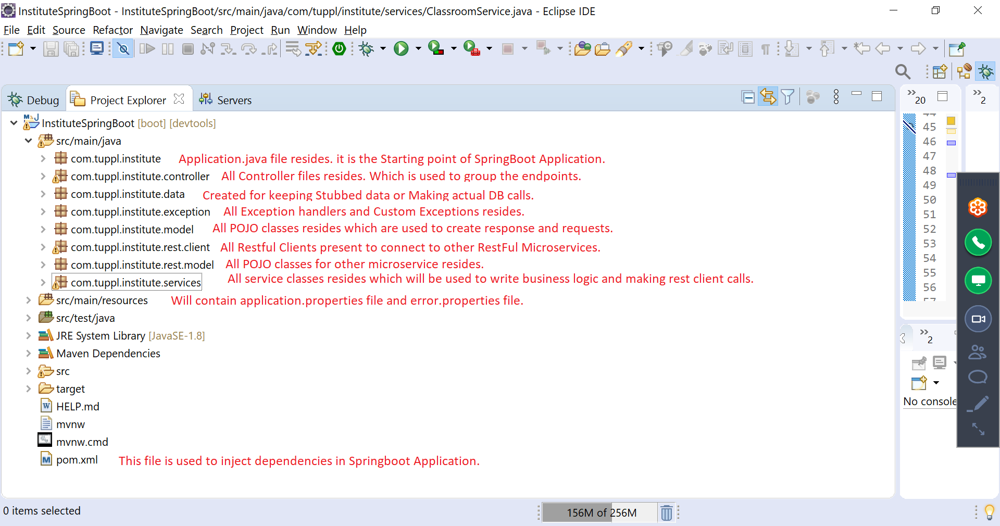 InstituteSpringBoot - InstituteSpringBoot/src/main/java/com/tuppl/institute/services/ClassroomService.java - Eclipse IDE
File Edit Source Refactor Navigate Search Project Run Window Help
Debug Project Explorer Servers
20
2
InstituteSpringBoot [boot] [devtools]
src/main/java
com.tuppl.institute Application.java file resides. it is the Starting point of SpringBoot Application.
com.tuppl.institute.controller All Controller files resides. Which is used to group the endpoints.
com.tuppl.institute.data Created for keeping Stubbed data or Making actual DB calls.
com.tuppl.institute.exception All Exception handlers and Custom Exceptions resides.
com.tuppl.institute.model All POJO classes resides which are used to create response and requests.
com.tuppl.institute.rest.client All Restful Clients present to connect to other RestFul Microservices.
com.tuppl.institute.rest.model All POJO classes for other microservice resides.
com.tuppl.institute.services All service classes resides which will be used to write business logic and making rest client calls.
src/main/resources Will contain application.properties file and error.properties file.
src/test/java
JRE System Library [JavaSE-1.8]
Maven Dependencies
src
target
HELP.md
mvnw
mvnw.cmd
pom.xml This file is used to inject dependencies in Springboot Application.
44
45
46
47
48
49
50
51
52
53
54
55
56
57
2
No console
0 items selected
156M of 256M